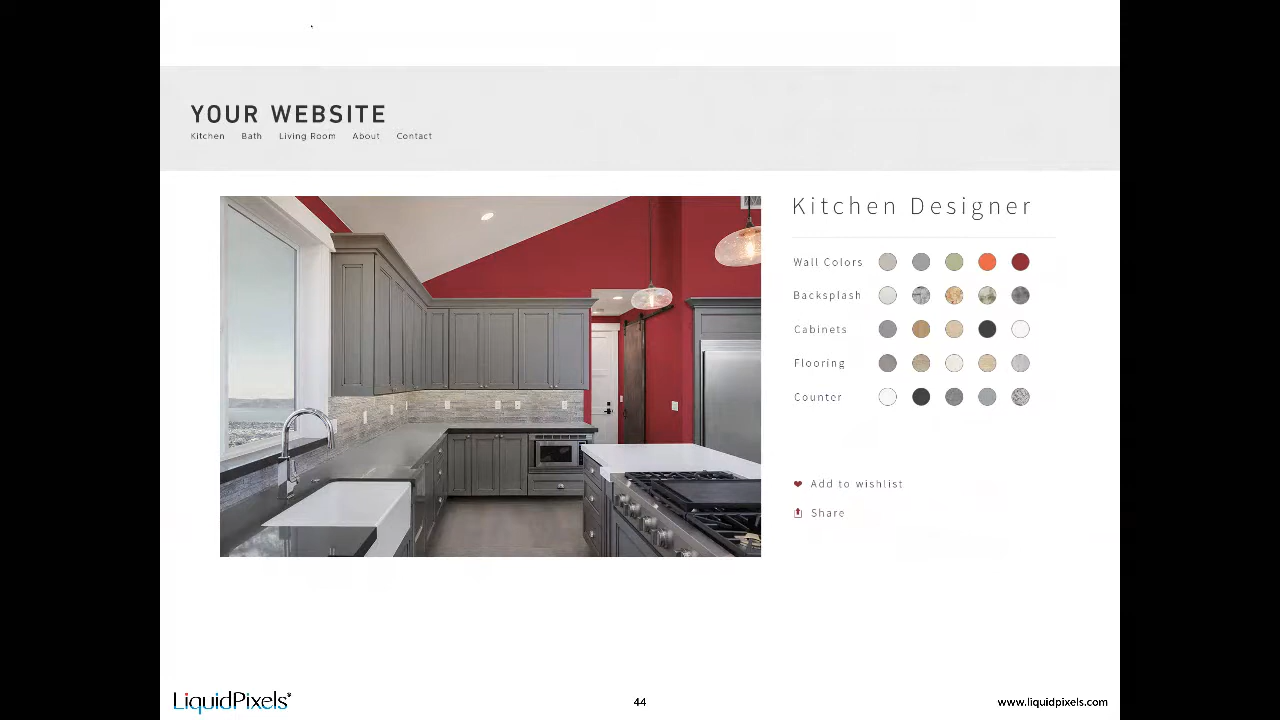 YOUR WEBSITE
Kitchen Bath Living Room About Contact
Kitchen Designer
Wall Colors
Backsplash
Cabinets
Flooring
Counter
Add to wishlist
Share
LiquidPixels
44
www.liquidpixels.com